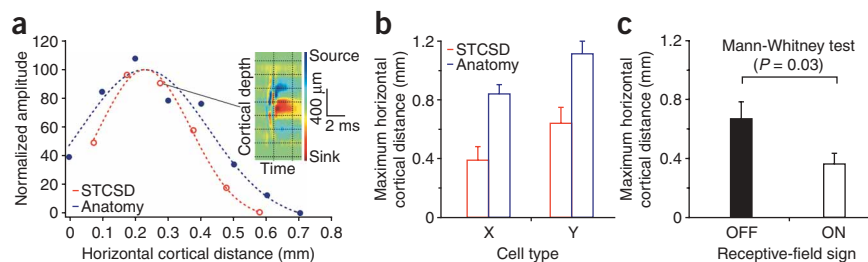 a
Normalized amplitude
120
100
80
60
40
20
0
0 0.1 0.2 0.3 0.4 0.5 0.6 0.7 0.8
Horizontal cortical distance (mm)
STCSD
Anatomy
Cortical depth
Time
400 μm
2 ms
Source
Sink
b
STCSD
Anatomy
Maximum horizontal
cortical distance (mm)
1.2
0.8
0.4
0
X Y
Cell type
c
Mann-Whitney test
(P = 0.03)
Maximum horizontal
cortical distance (mm)
1.2
0.8
0.4
0
OFF ON
Receptive-field sign